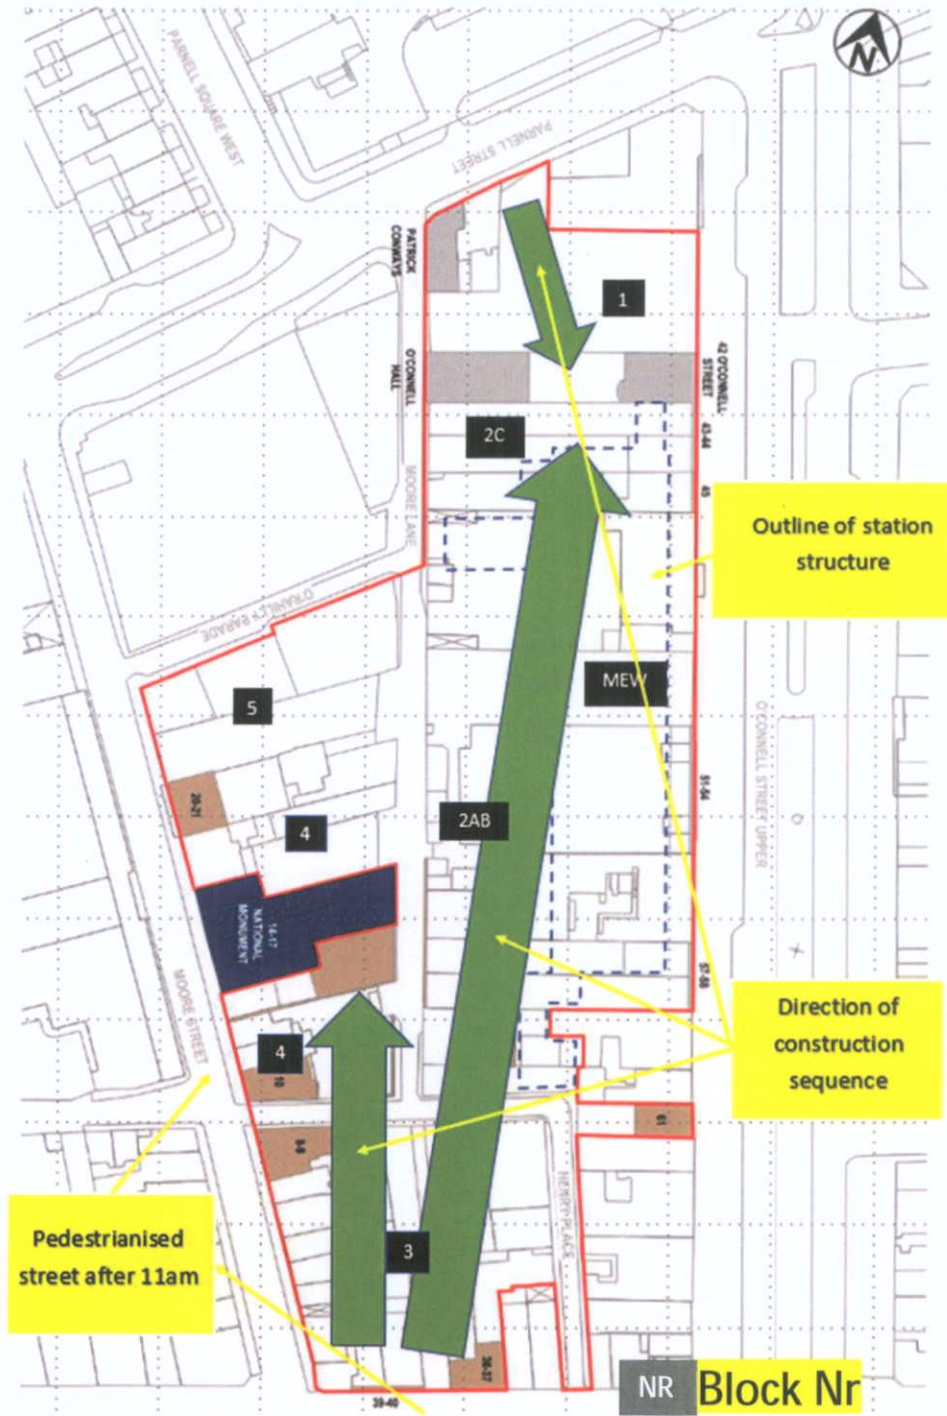 N
PARNELL SQUARE WEST
PARNELL STREET
PATRICK
CONWAYS
1
O'CONNELL
HALL
42 O'CONNELL
STREET
2C
43-44
45
MOORE LANE
Outline of station
structure
O'RAHILLY PARADE
MEW
5
O'CONNELL STREET UPPER
20-21
51-54
2AB
4
14-17
NATIONAL
MONUMENT
57-58
MOORE STREET
Direction of
construction
sequence
4
10
61
8-9
HENRY PLACE
Pedestrianised
street after 11am
3
36-37
39-40
NR Block Nr